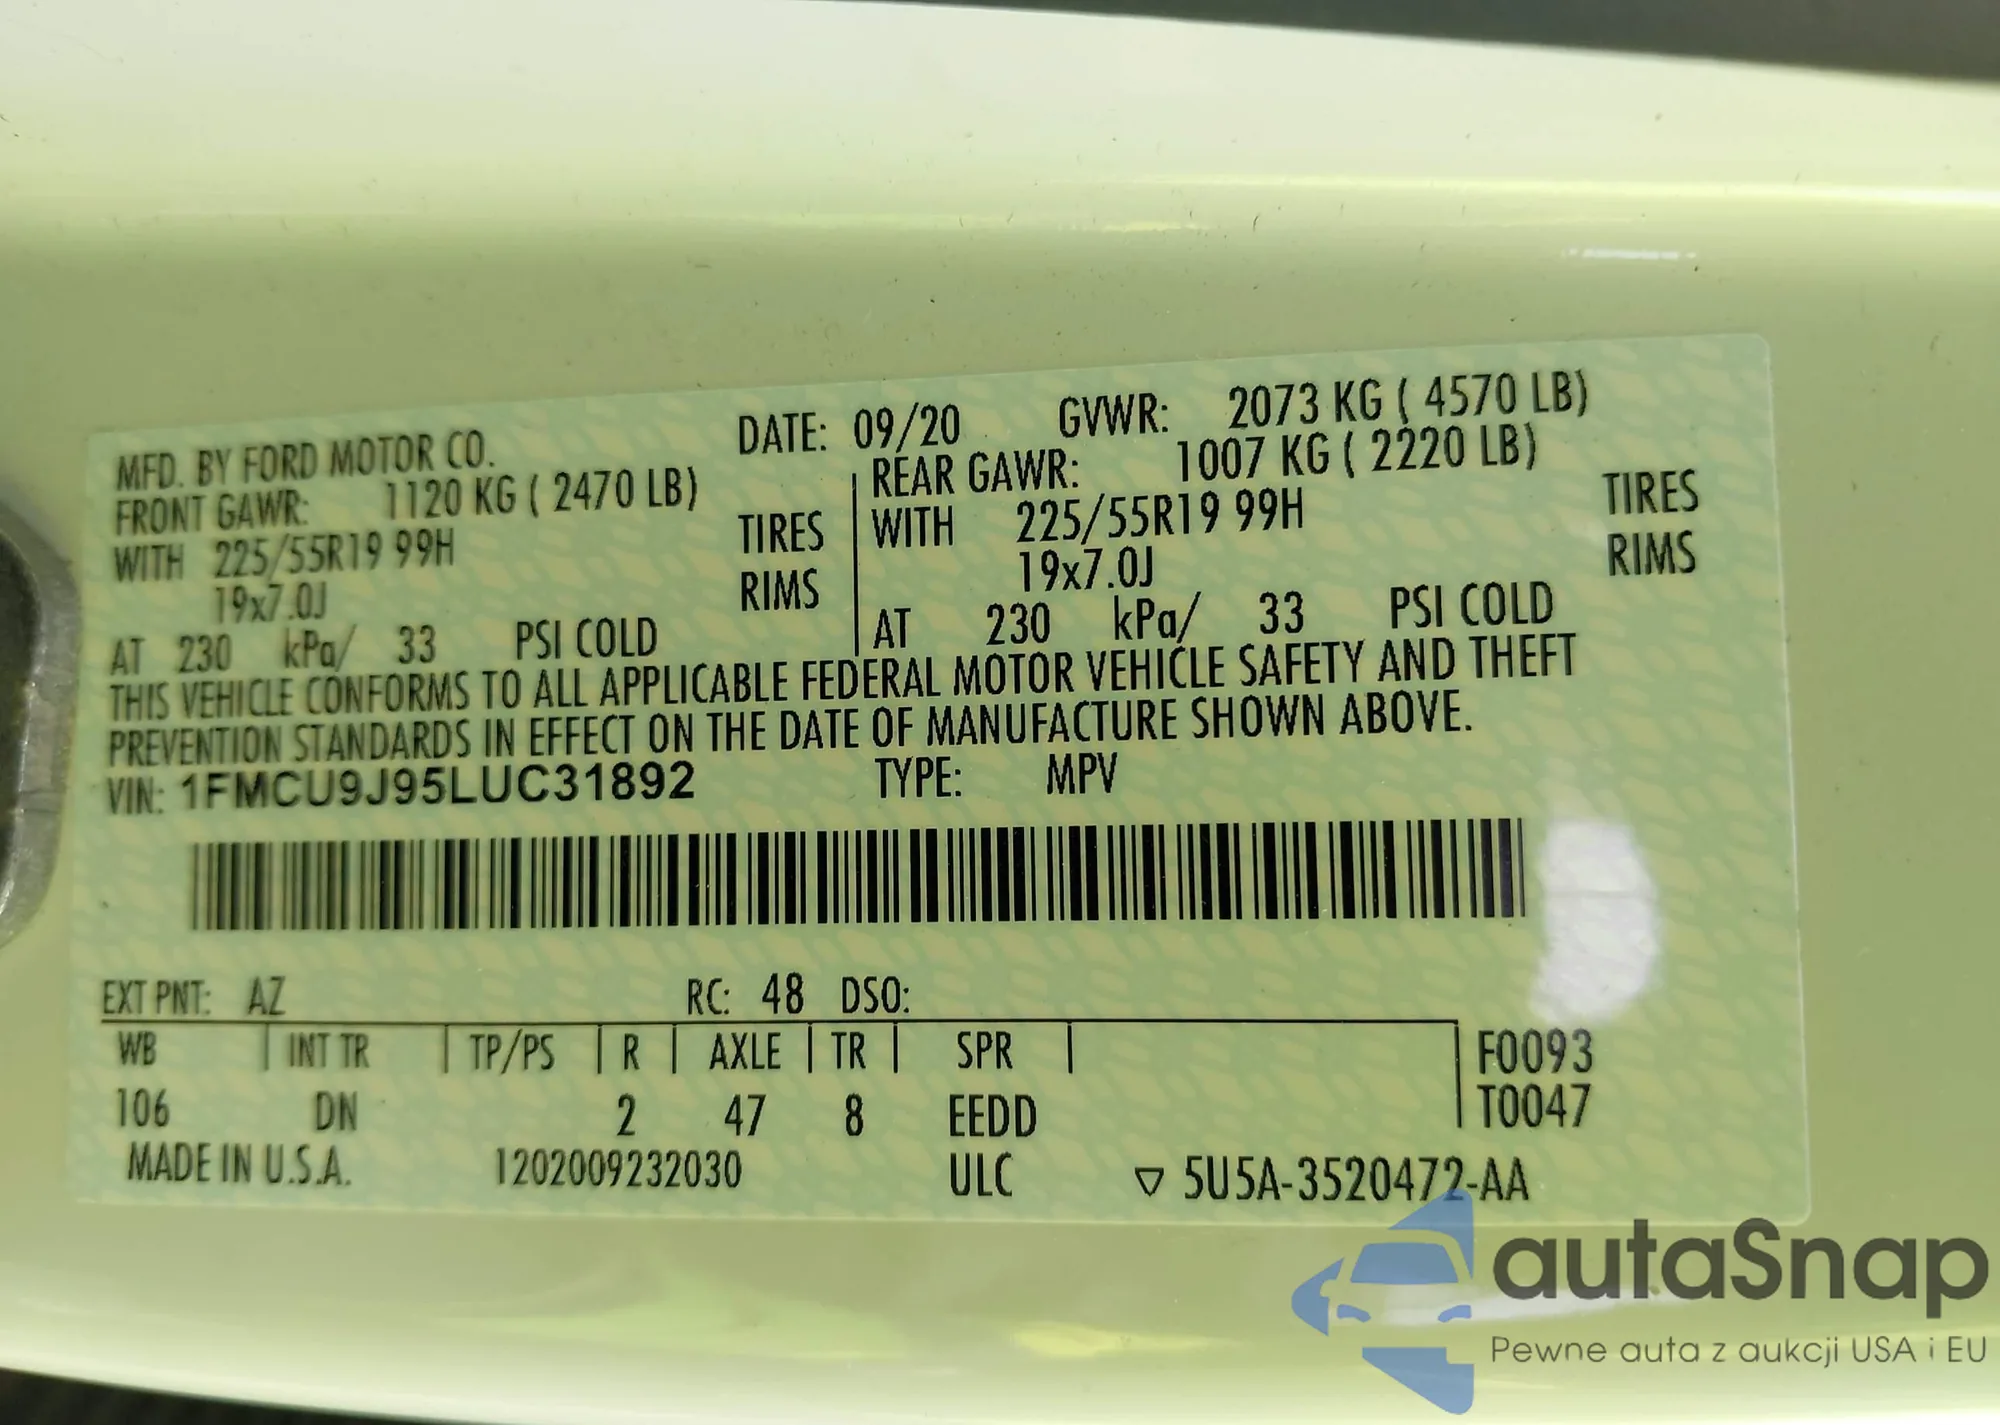 MFD. BY FORD MOTOR CO. DATE: 09/20 GVWR: 2073 KG ( 4570 LB)
FRONT GAWR: 1120 KG ( 2470 LB) REAR GAWR: 1007 KG ( 2220 LB)
WITH 225/55R19 99H TIRES WITH 225/55R19 99H TIRES
19x7.0J RIMS 19x7.0J RIMS
AT 230 kPa/ 33 PSI COLD AT 230 kPa/ 33 PSI COLD
THIS VEHICLE CONFORMS TO ALL APPLICABLE FEDERAL MOTOR VEHICLE SAFETY AND THEFT
PREVENTION STANDARDS IN EFFECT ON THE DATE OF MANUFACTURE SHOWN ABOVE.
VIN: 1FMCU9J95LUC31892 TYPE: MPV
EXT PNT: AZ RC: 48 DSO:
WB INT TR TP/PS R AXLE TR SPR F0093
106 DN 2 47 8 EEDD T0047
MADE IN U.S.A. 1202009232030 ULC ▽ 5U5A-3520472-AA
autaSnap
Pewne auta z aukcji USA i EU